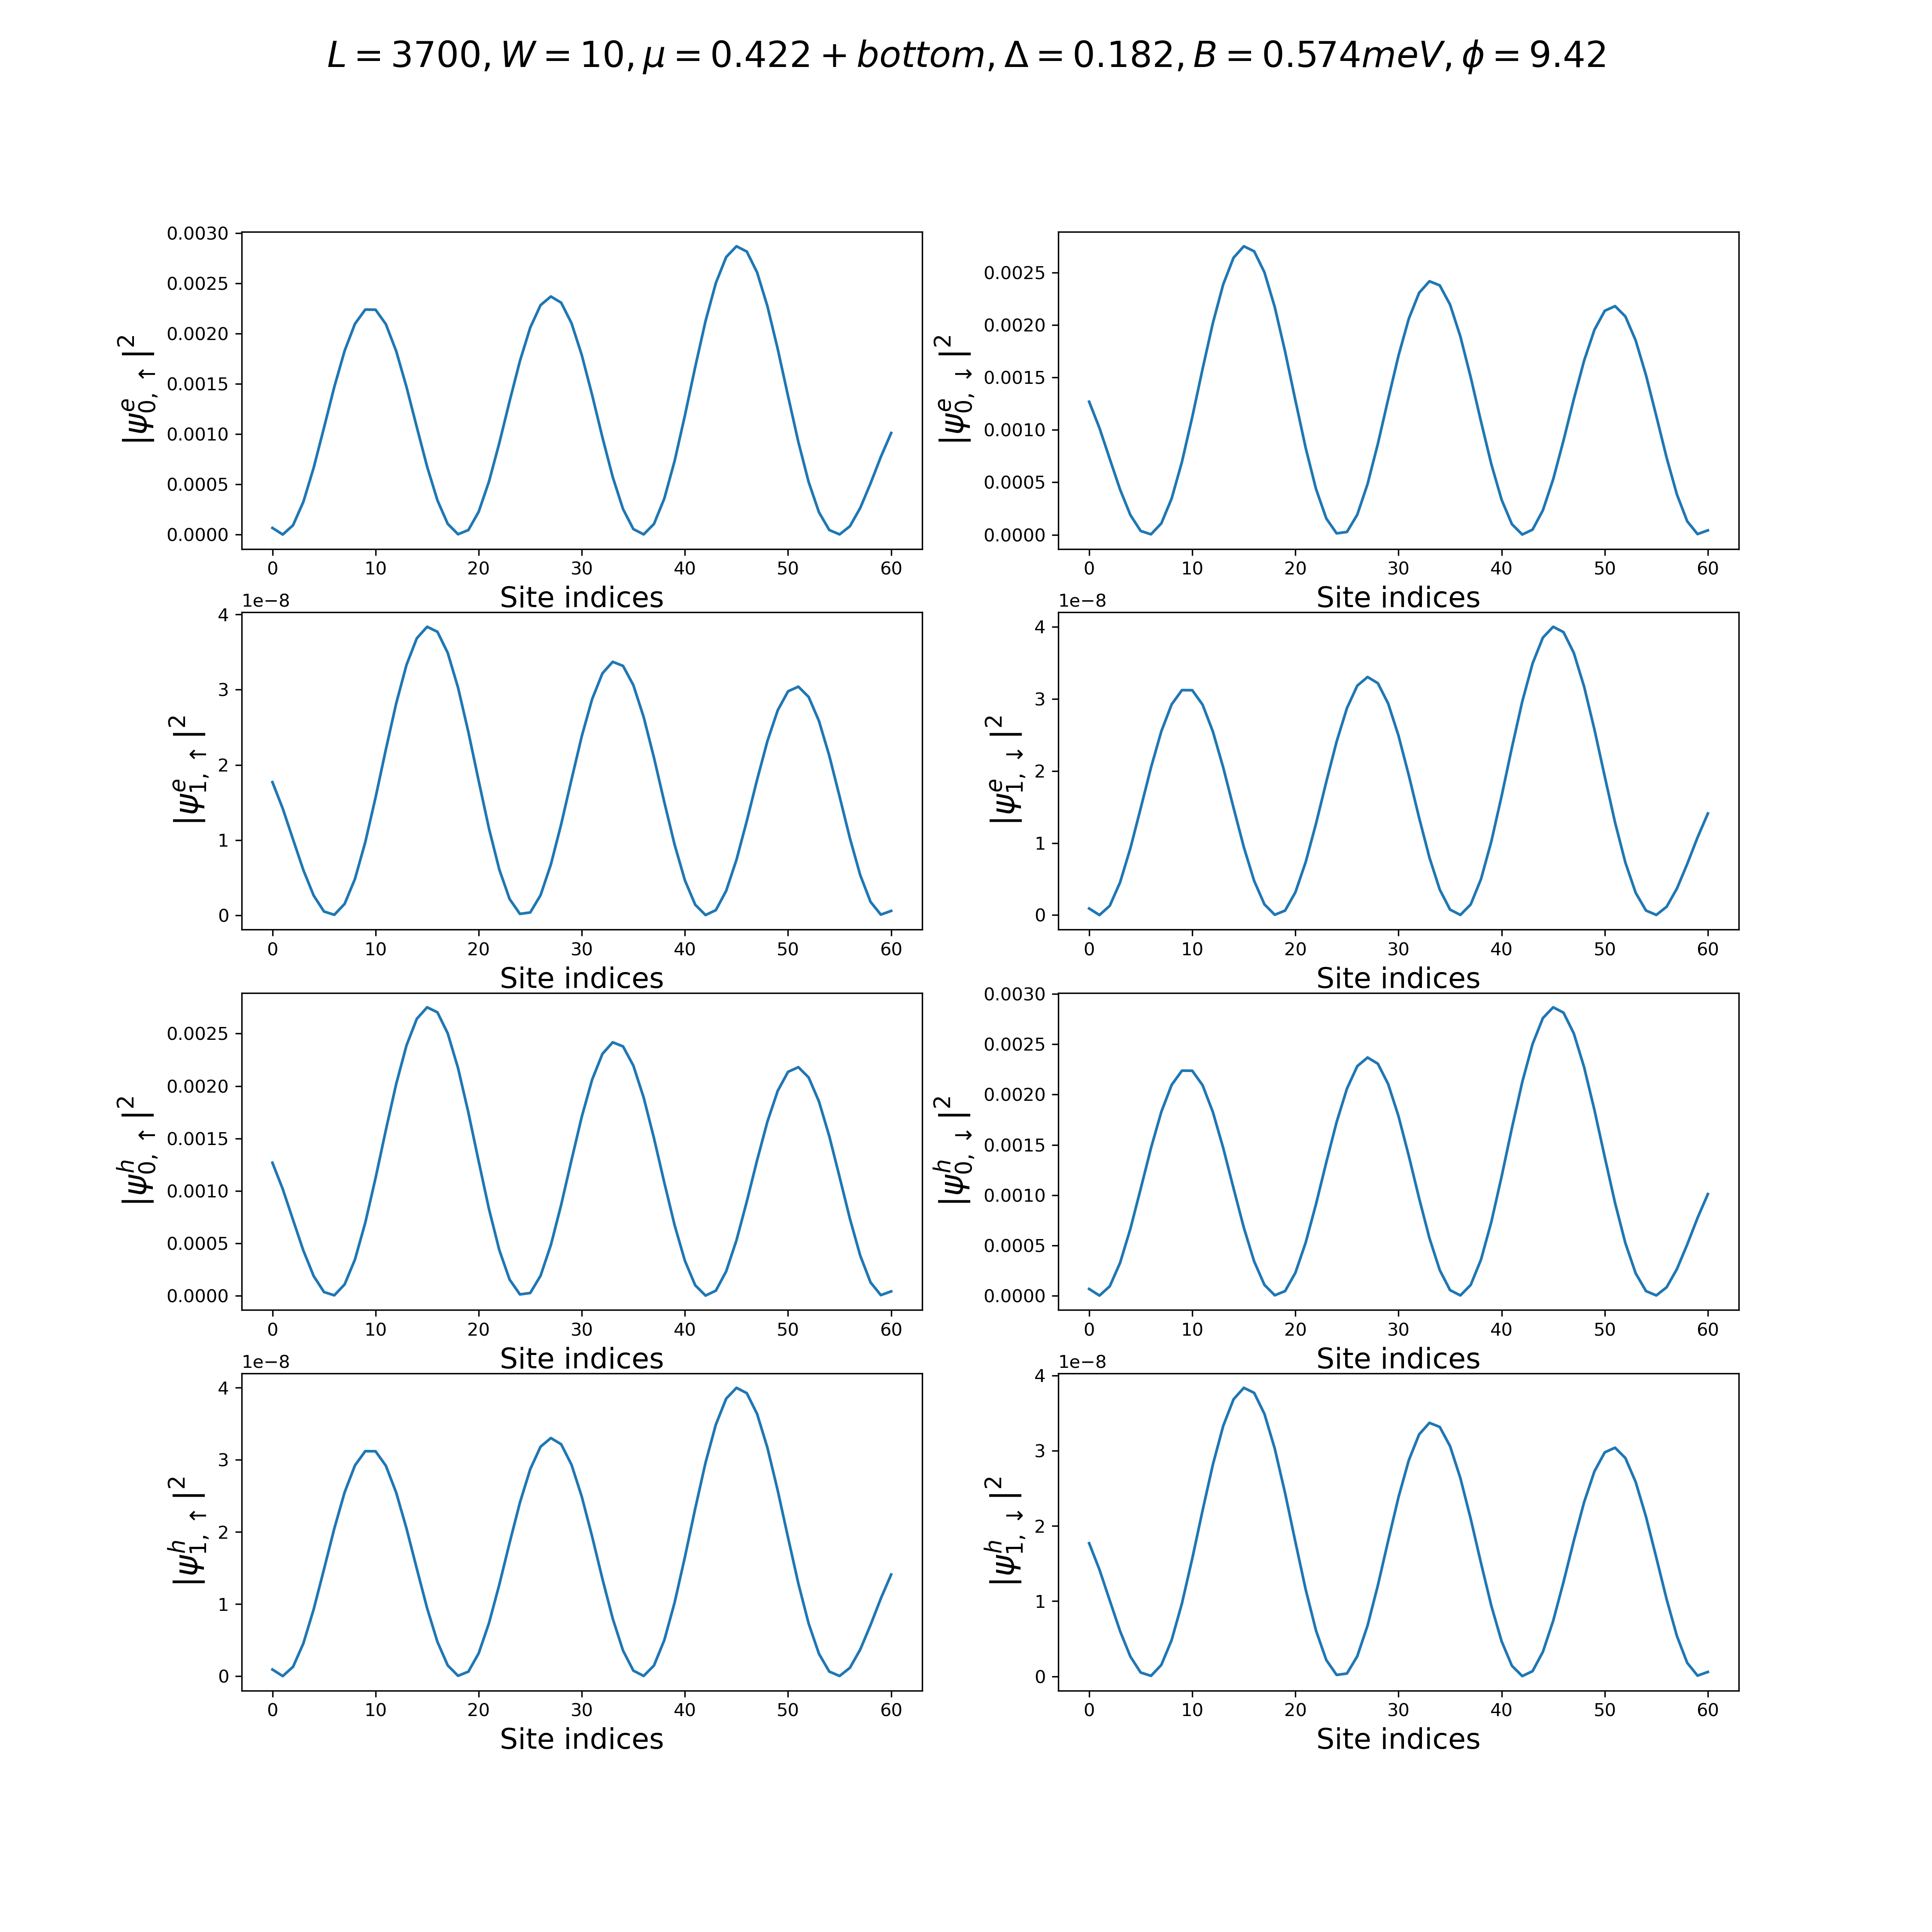 L = 3700, W = 10, μ = 0.422 + bottom, Δ = 0.182, B = 0.574meV, ϕ = 9.42
|ψ^e_{0, ↑}|^2
0.0030
0.0025
0.0020
0.0015
0.0010
0.0005
0.0000
0 10 20 30 40 50 60
Site indices
|ψ^e_{0, ↓}|^2
0.0025
0.0020
0.0015
0.0010
0.0005
0.0000
0 10 20 30 40 50 60
Site indices
1e−8
|ψ^e_{1, ↑}|^2
4
3
2
1
0
0 10 20 30 40 50 60
Site indices
1e−8
|ψ^e_{1, ↓}|^2
4
3
2
1
0
0 10 20 30 40 50 60
Site indices
|ψ^h_{0, ↑}|^2
0.0025
0.0020
0.0015
0.0010
0.0005
0.0000
0 10 20 30 40 50 60
Site indices
|ψ^h_{0, ↓}|^2
0.0030
0.0025
0.0020
0.0015
0.0010
0.0005
0.0000
0 10 20 30 40 50 60
Site indices
1e−8
|ψ^h_{1, ↑}|^2
4
3
2
1
0
0 10 20 30 40 50 60
Site indices
1e−8
|ψ^h_{1, ↓}|^2
4
3
2
1
0
0 10 20 30 40 50 60
Site indices